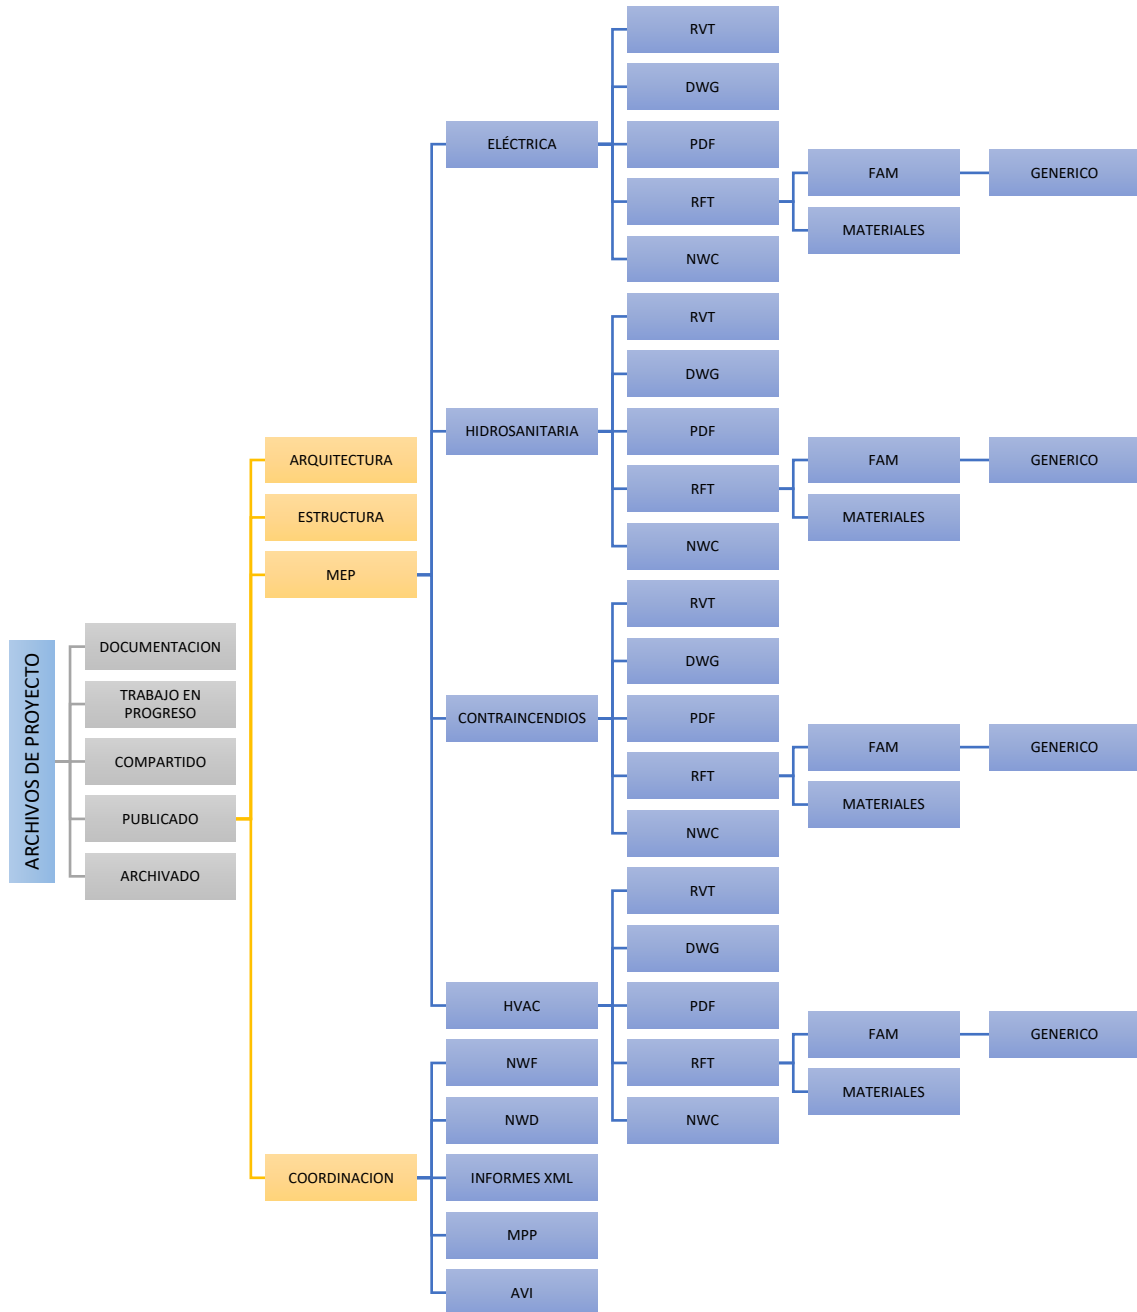 ARCHIVOS DE PROYECTO
DOCUMENTACION
TRABAJO EN
PROGRESO
COMPARTIDO
PUBLICADO
ARCHIVADO
ARQUITECTURA
ESTRUCTURA
MEP
ELÉCTRICA
RVT
DWG
PDF
RFT
FAM
GENERICO
MATERIALES
NWC
HIDROSANITARIA
RVT
DWG
PDF
RFT
FAM
GENERICO
MATERIALES
NWC
CONTRAINCENDIOS
RVT
DWG
PDF
RFT
FAM
GENERICO
MATERIALES
NWC
HVAC
RVT
DWG
PDF
RFT
FAM
GENERICO
MATERIALES
NWC
COORDINACION
NWF
NWD
INFORMES XML
MPP
AVI